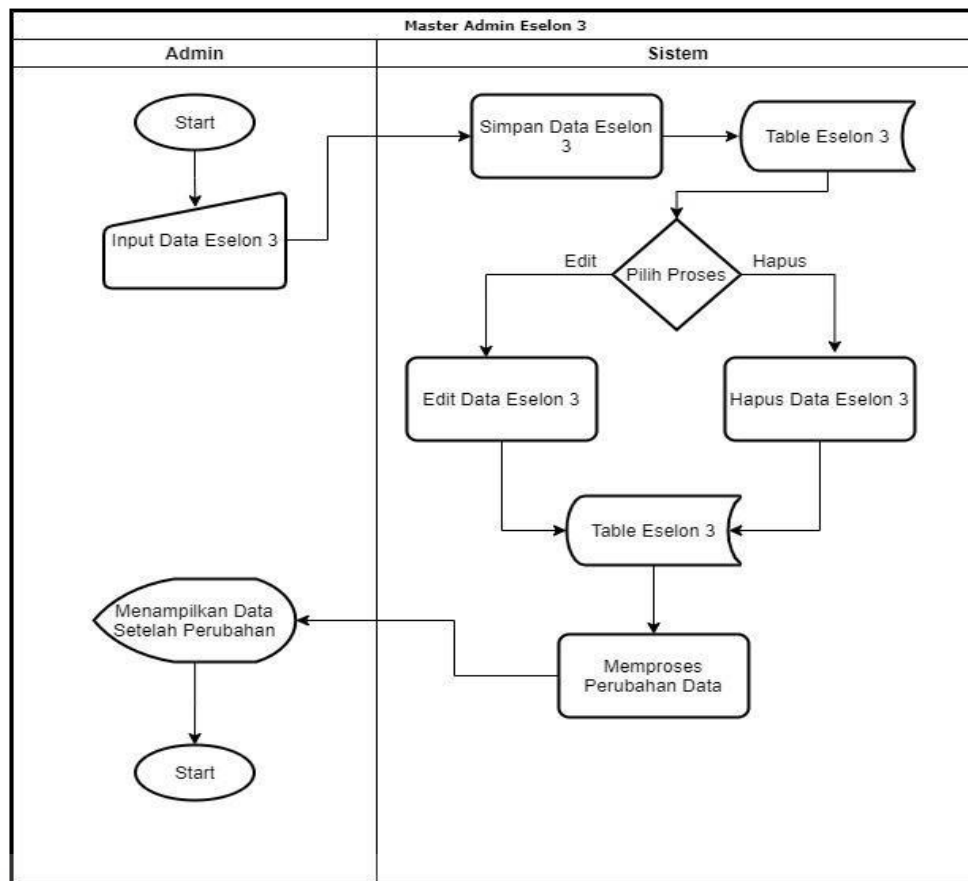 Master Admin Eselon 3
Admin
Sistem
Start
Simpan Data Eselon
3
Table Eselon 3
Input Data Eselon 3
Edit
Pilih Proses
Hapus
Edit Data Eselon 3
Hapus Data Eselon 3
Table Eselon 3
Menampilkan Data
Setelah Perubahan
Memproses
Perubahan Data
Start